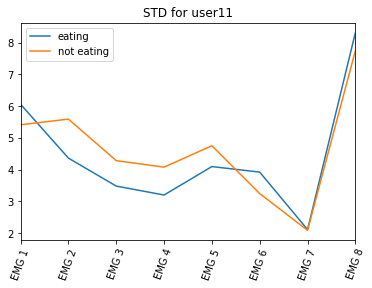 STD for user11
eating
not eating
8
7
6
5
4
3
2
EMG 1
EMG 2
EMG 3
EMG 4
EMG 5
EMG 6
EMG 7
EMG 8